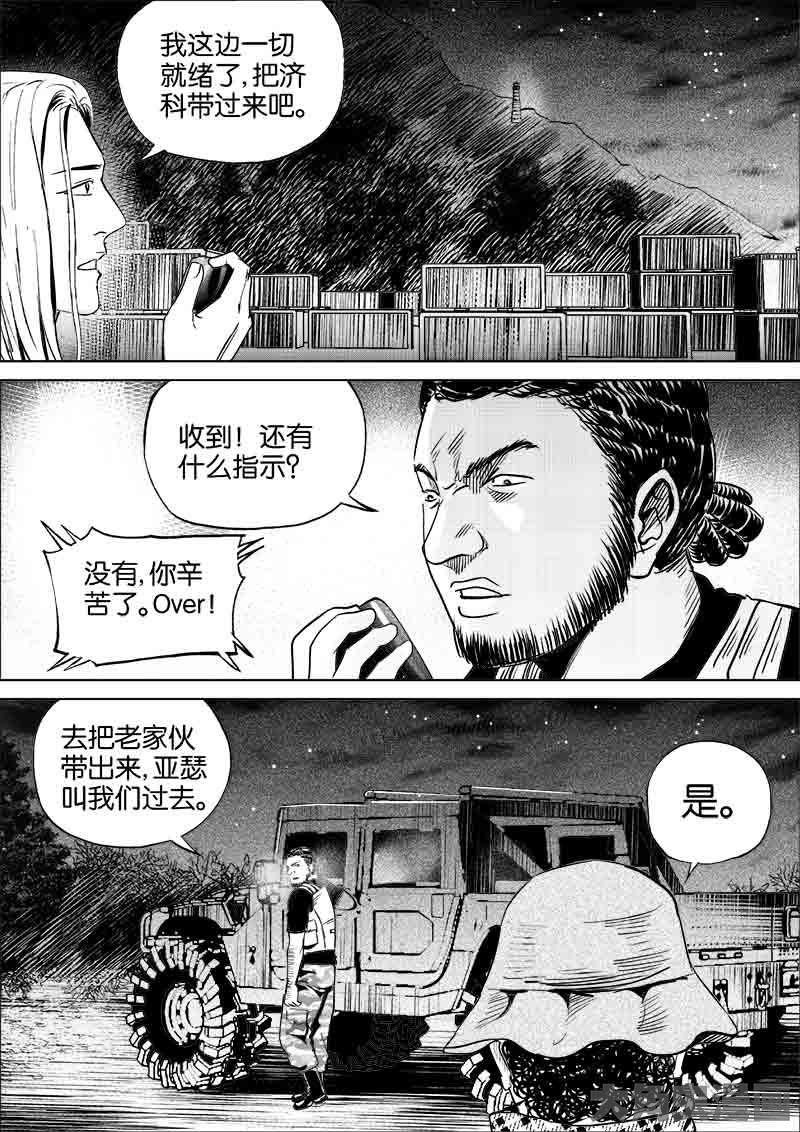 我这边一切
就绪了,把济
科带过来吧。
收到！还有
什么指示?
没有,你辛
苦了。Over!
去把老家伙
带出来,亚瑟
叫我们过去。
是。